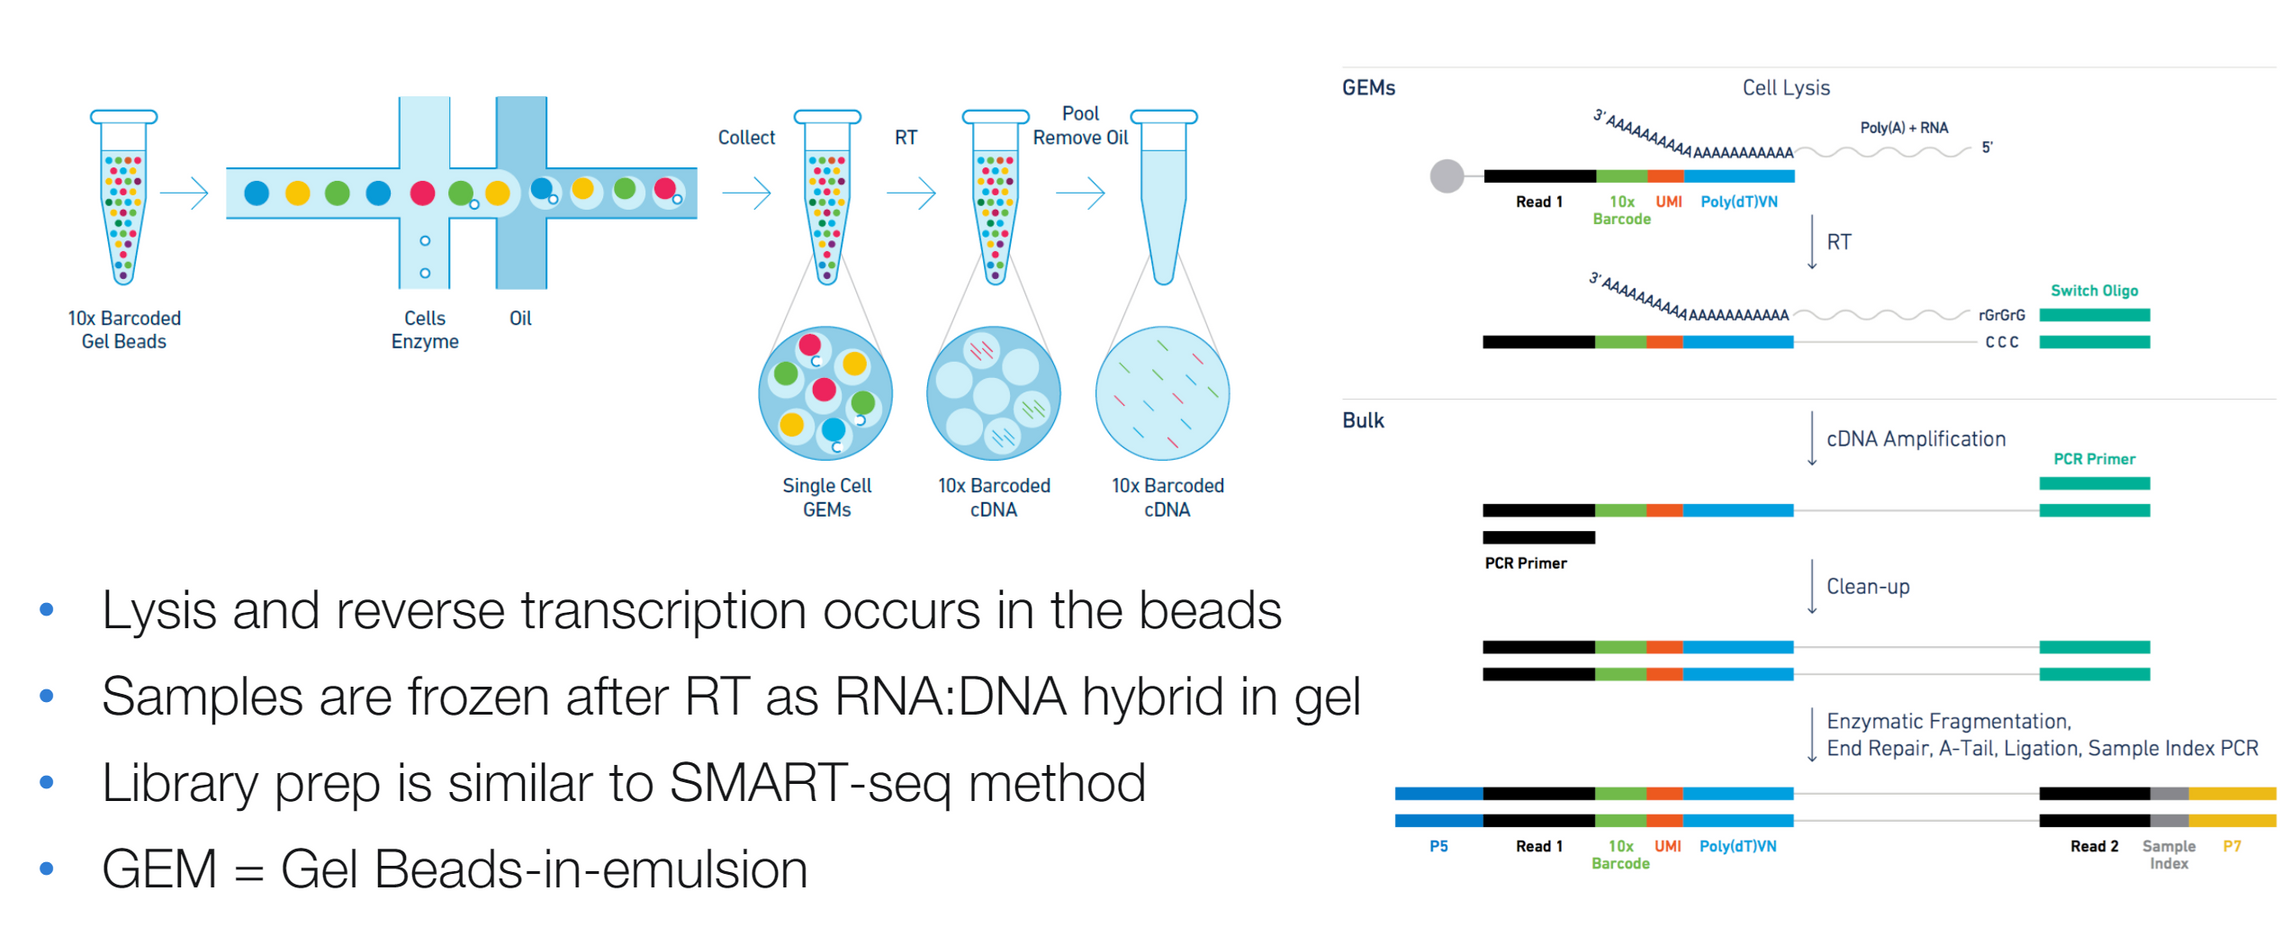 Collect
RT
Pool
Remove Oil
10x Barcoded
Gel Beads
Cells
Enzyme
Oil
Single Cell
GEMs
10x Barcoded
cDNA
10x Barcoded
cDNA
• Lysis and reverse transcription occurs in the beads
• Samples are frozen after RT as RNA:DNA hybrid in gel
• Library prep is similar to SMART-seq method
• GEM = Gel Beads-in-emulsion
GEMs
Cell Lysis
3' AAAAAAAAAAAAAAAAAAAAA
Poly(A) + RNA
5'
Read 1
10x
Barcode
UMI
Poly(dT)VN
RT
3' AAAAAAAAAAAAAAAAAAAAA
rGrGrG
Switch Oligo
CCC
Bulk
cDNA Amplification
PCR Primer
PCR Primer
Clean-up
Enzymatic Fragmentation,
End Repair, A-Tail, Ligation, Sample Index PCR
P5
Read 1
10x
Barcode
UMI
Poly(dT)VN
Read 2
Sample
Index
P7